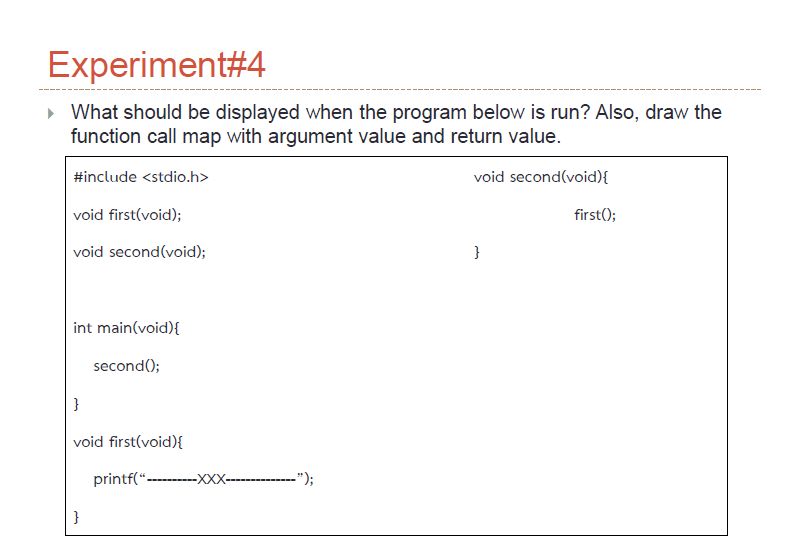 Experiment#4
What should be displayed when the program below is run? Also, draw the
function call map with argument value and return value.
#include <stdio.h>
void first(void);
void second(void);
int main(void){
second();
}
void first(void){
printf(“----------XXX--------------”);
}
void second(void){
first();
}